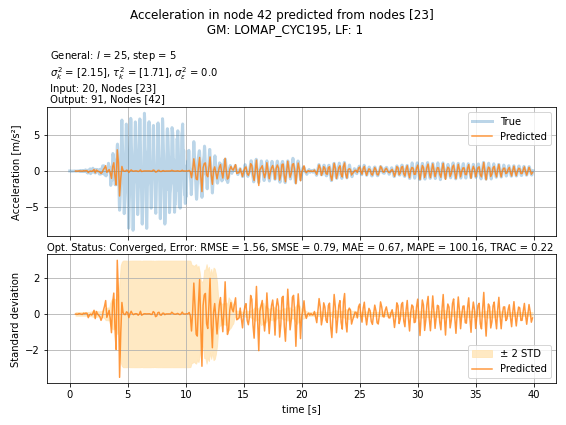 Acceleration in node 42 predicted from nodes [23]
GM: LOMAP_CYC195, LF: 1
General: l = 25, step = 5
σ²ₖ = [2.15], τ²ₖ = [1.71], σ²ε = 0.0
Input: 20, Nodes [23]
Output: 91, Nodes [42]
Acceleration [m/s²]
5
0
−5
True
Predicted
Opt. Status: Converged, Error: RMSE = 1.56, SMSE = 0.79, MAE = 0.67, MAPE = 100.16, TRAC = 0.22
Standard deviation
2
0
−2
± 2 STD
Predicted
0 5 10 15 20 25 30 35 40
time [s]